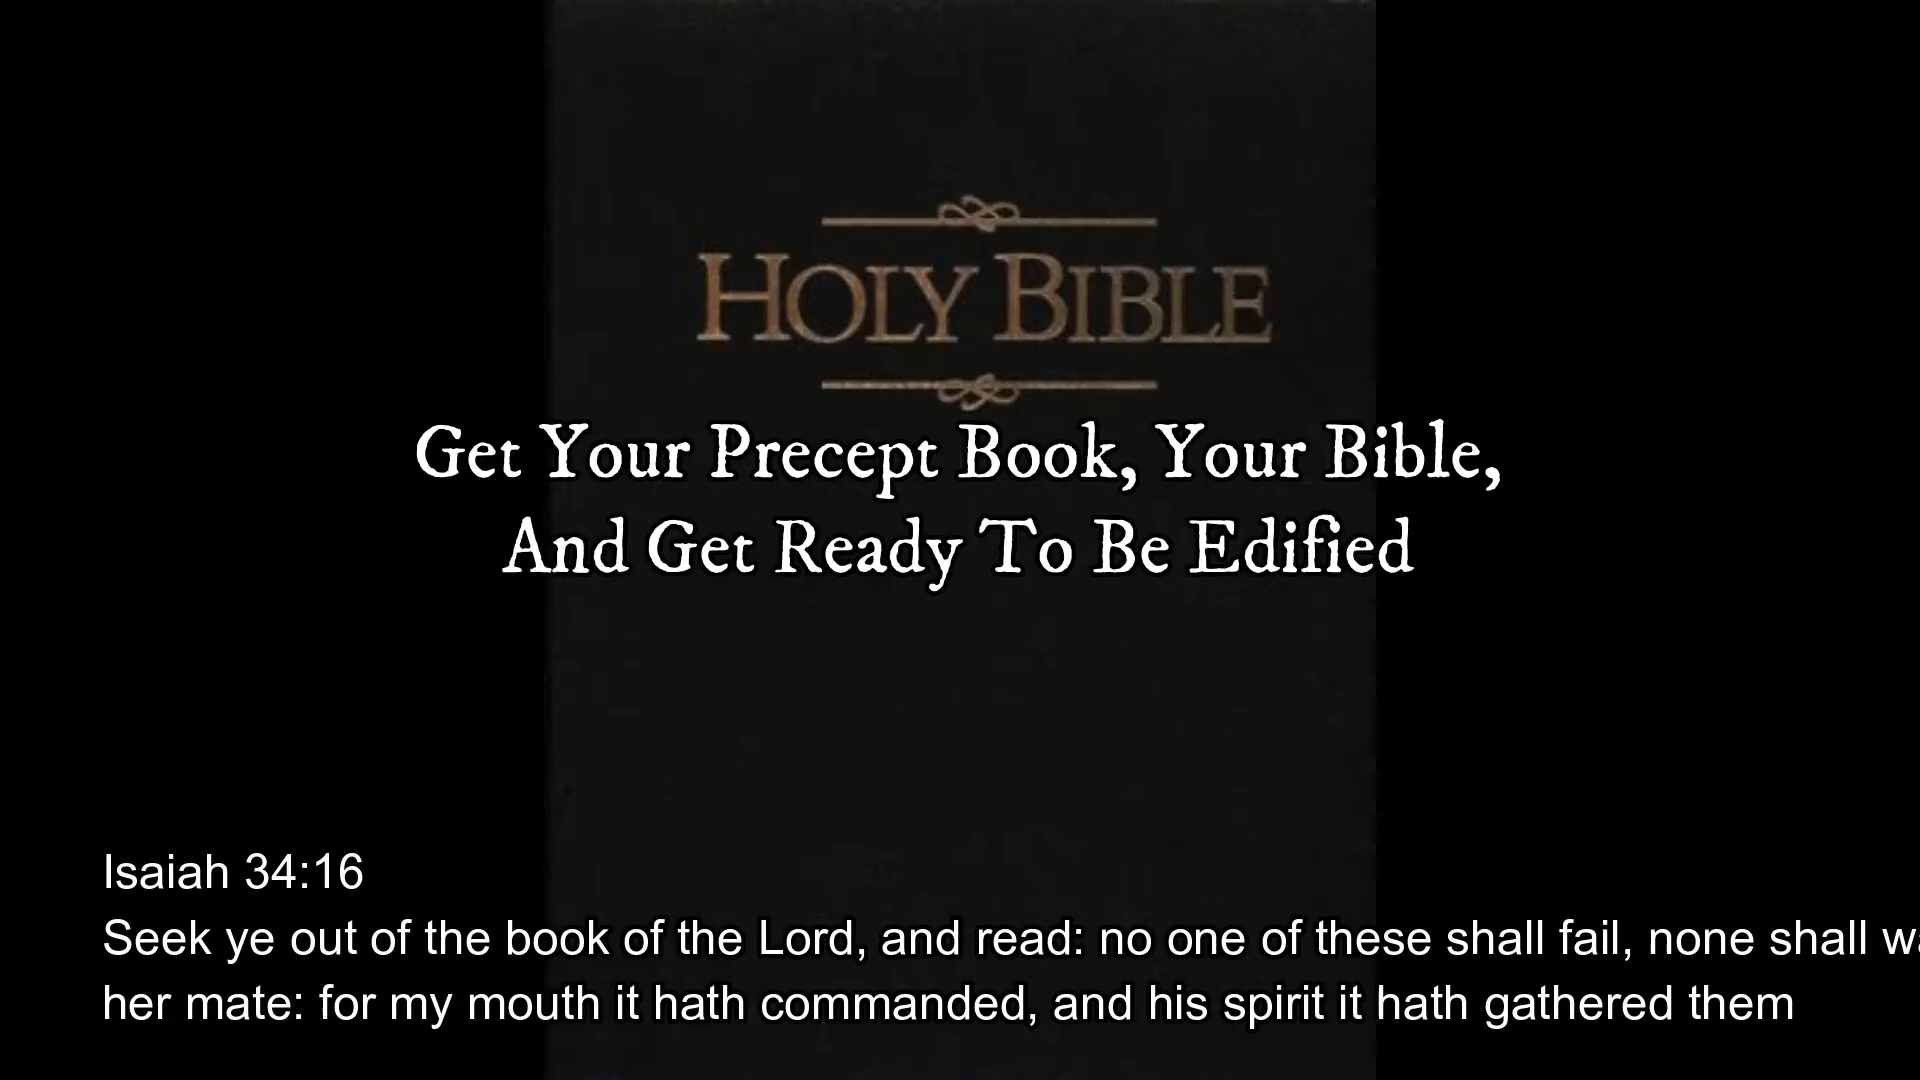 HOLY BIBLE
Get Your Precept Book, Your Bible,
And Get Ready To Be Edified
Isaiah 34:16
Seek ye out of the book of the Lord, and read: no one of these shall fail, none shall
her mate: for my mouth it hath commanded, and his spirit it hath gathered them